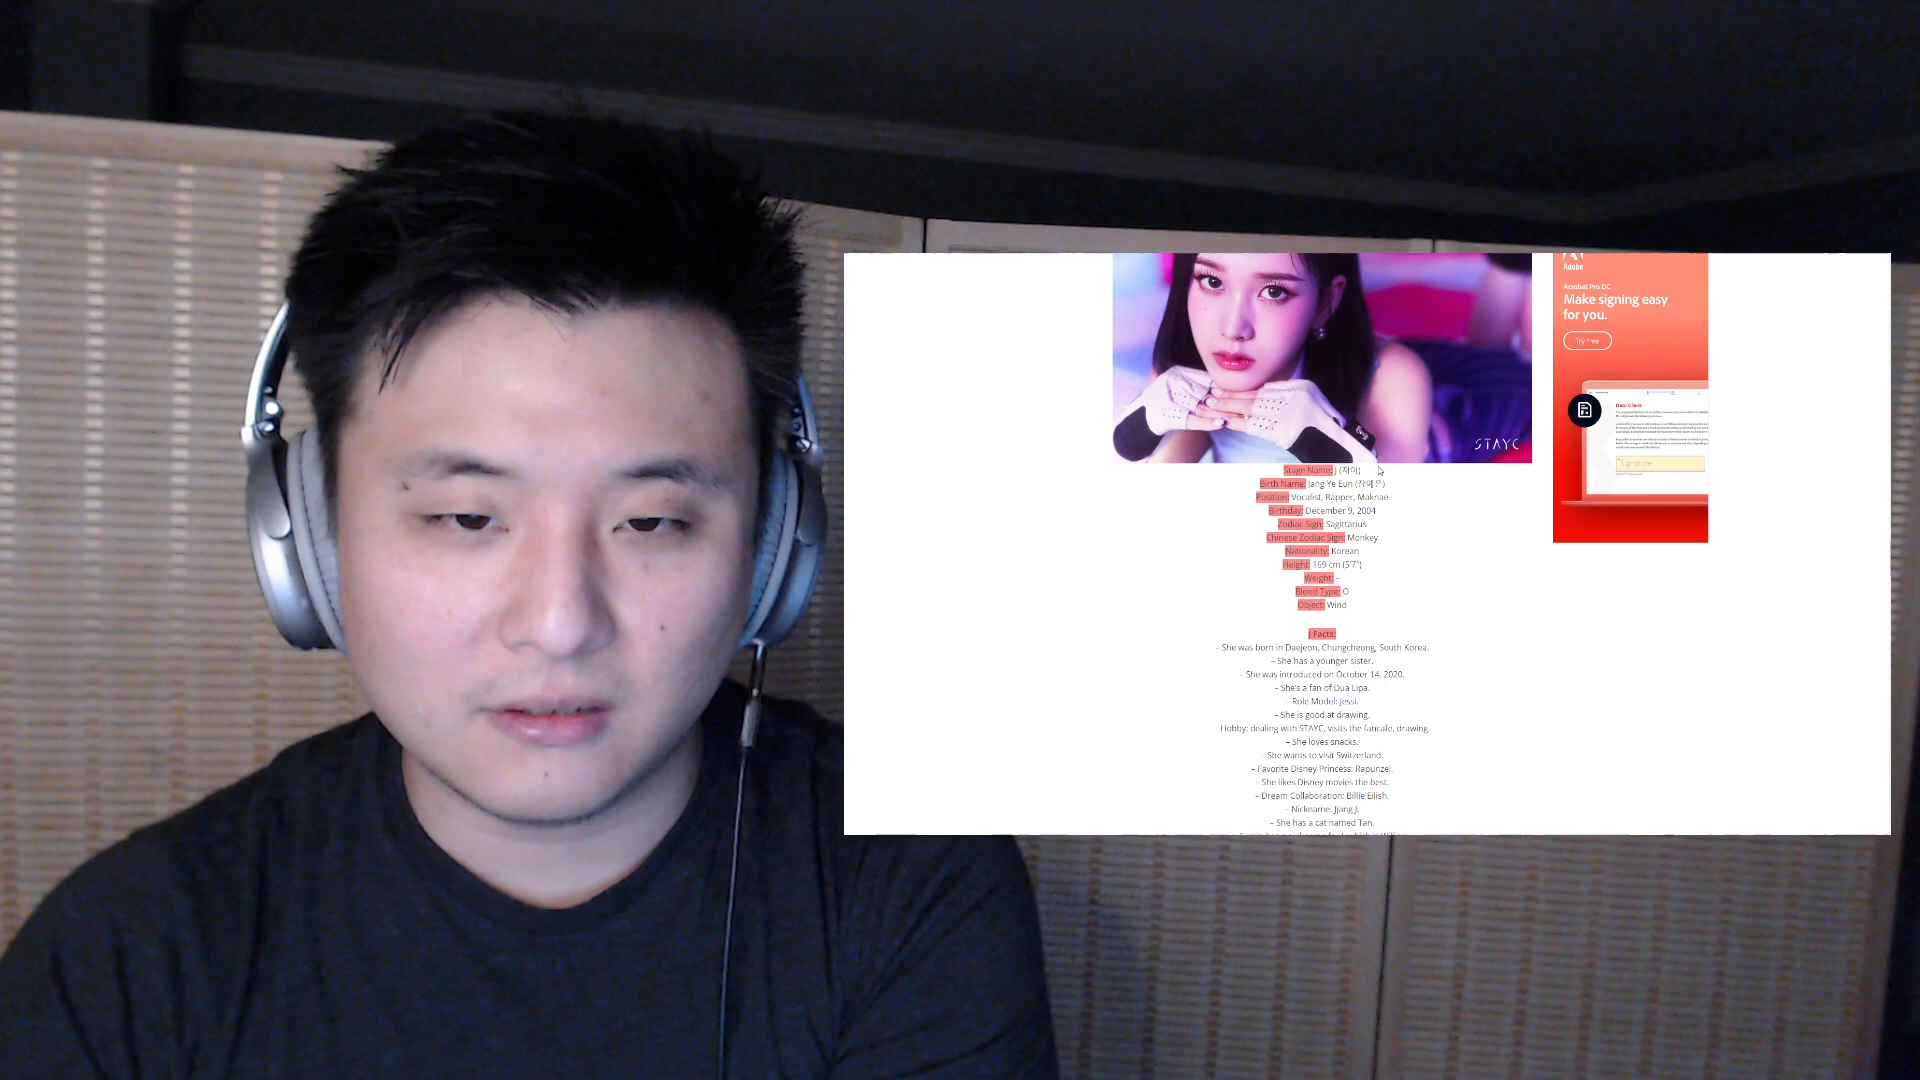 STAYC
Stage Name: J (재이)
Birth Name: Jang Ye Eun (장예은)
Position: Vocalist, Rapper, Maknae
Birthday: December 9, 2004
Zodiac Sign: Sagittarius
Chinese Zodiac Sign: Monkey
Nationality: Korean
Height: 169 cm (5'7")
Weight: –
Blood Type: O
Object: Wind
J Facts:
– She was born in Daejeon, Chungcheong, South Korea.
– She has a younger sister.
– She was introduced on October 14, 2020.
– She's a fan of Dua Lipa.
– Role Model: Jessi.
– She is good at drawing.
– Hobby: dealing with STAYC, visits the fancafe, drawing.
– She loves snacks.
– She wants to visit Switzerland.
– Favorite Disney Princess: Rapunzel.
– She likes Disney movies the best.
– Dream Collaboration: Billie Eilish.
– Nickname: Jjang J.
– She has a cat named Tan.
Adobe
Acrobat Pro DC
Make signing easy
for you.
Try free
Dear Client,
Signature